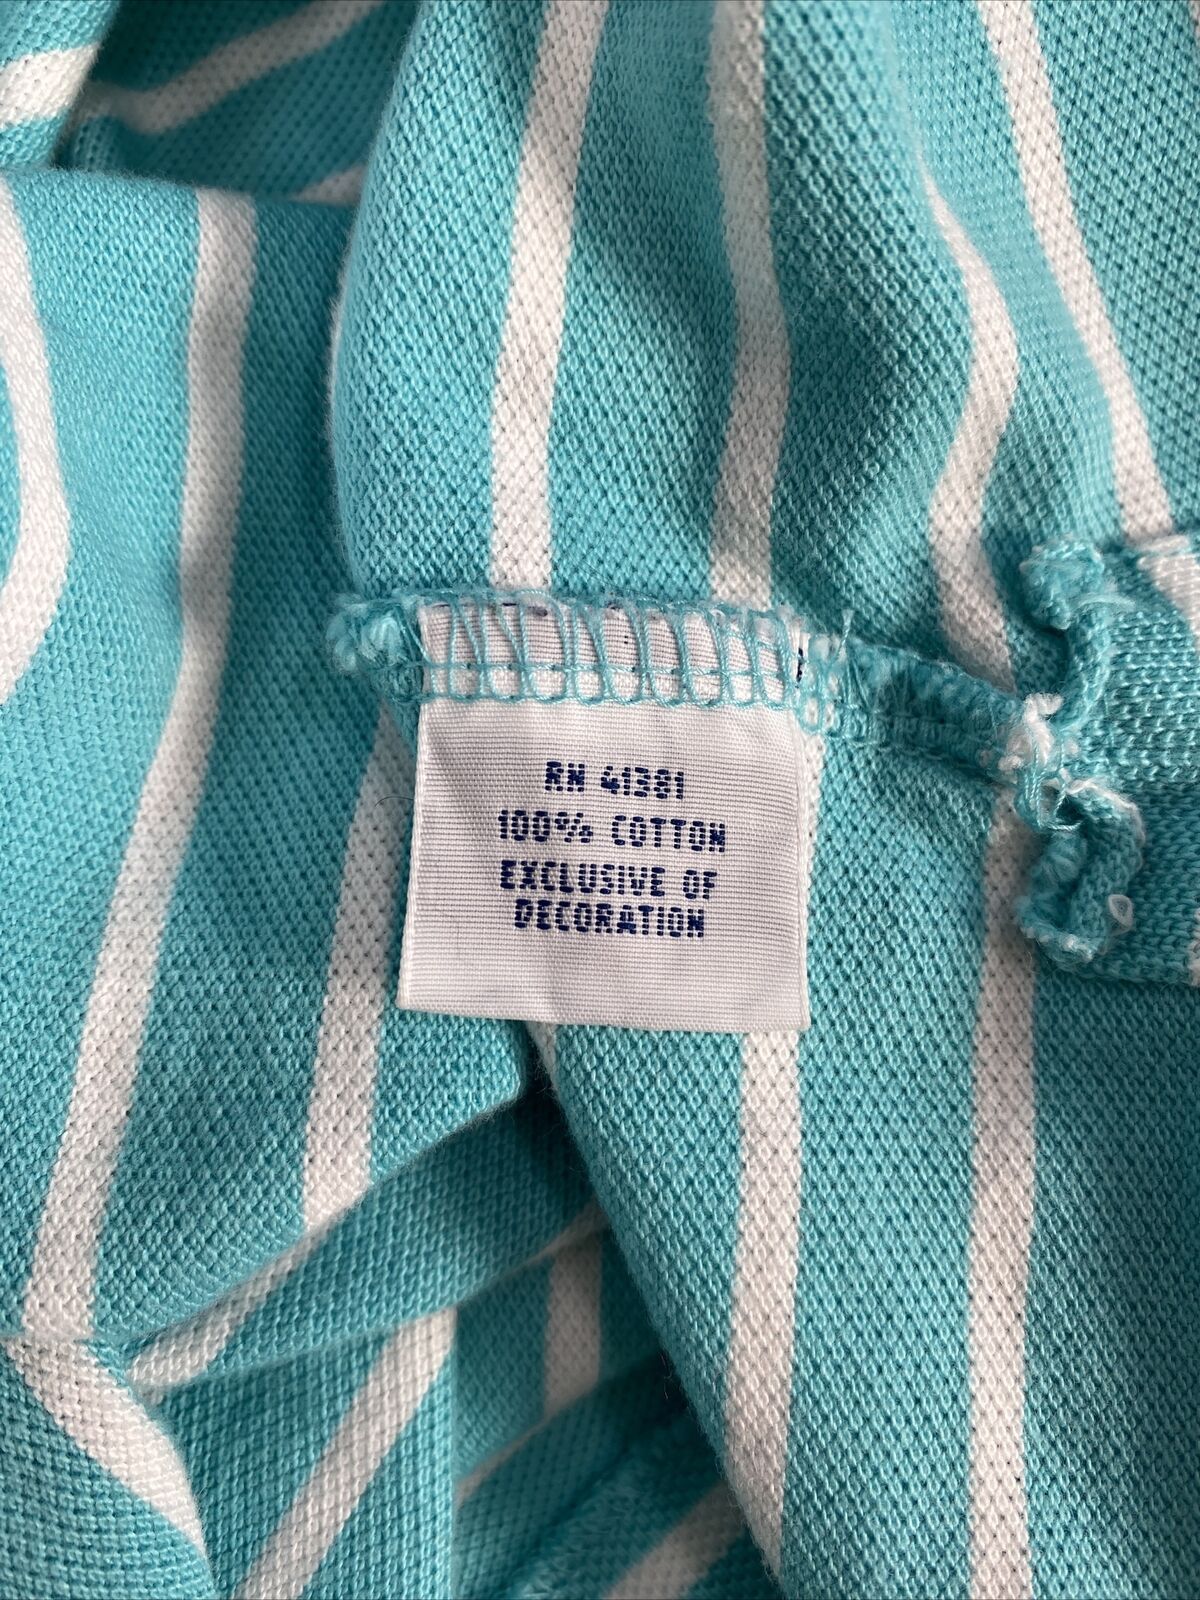 RN 41381
100% COTTON
EXCLUSIVE OF
DECORATION